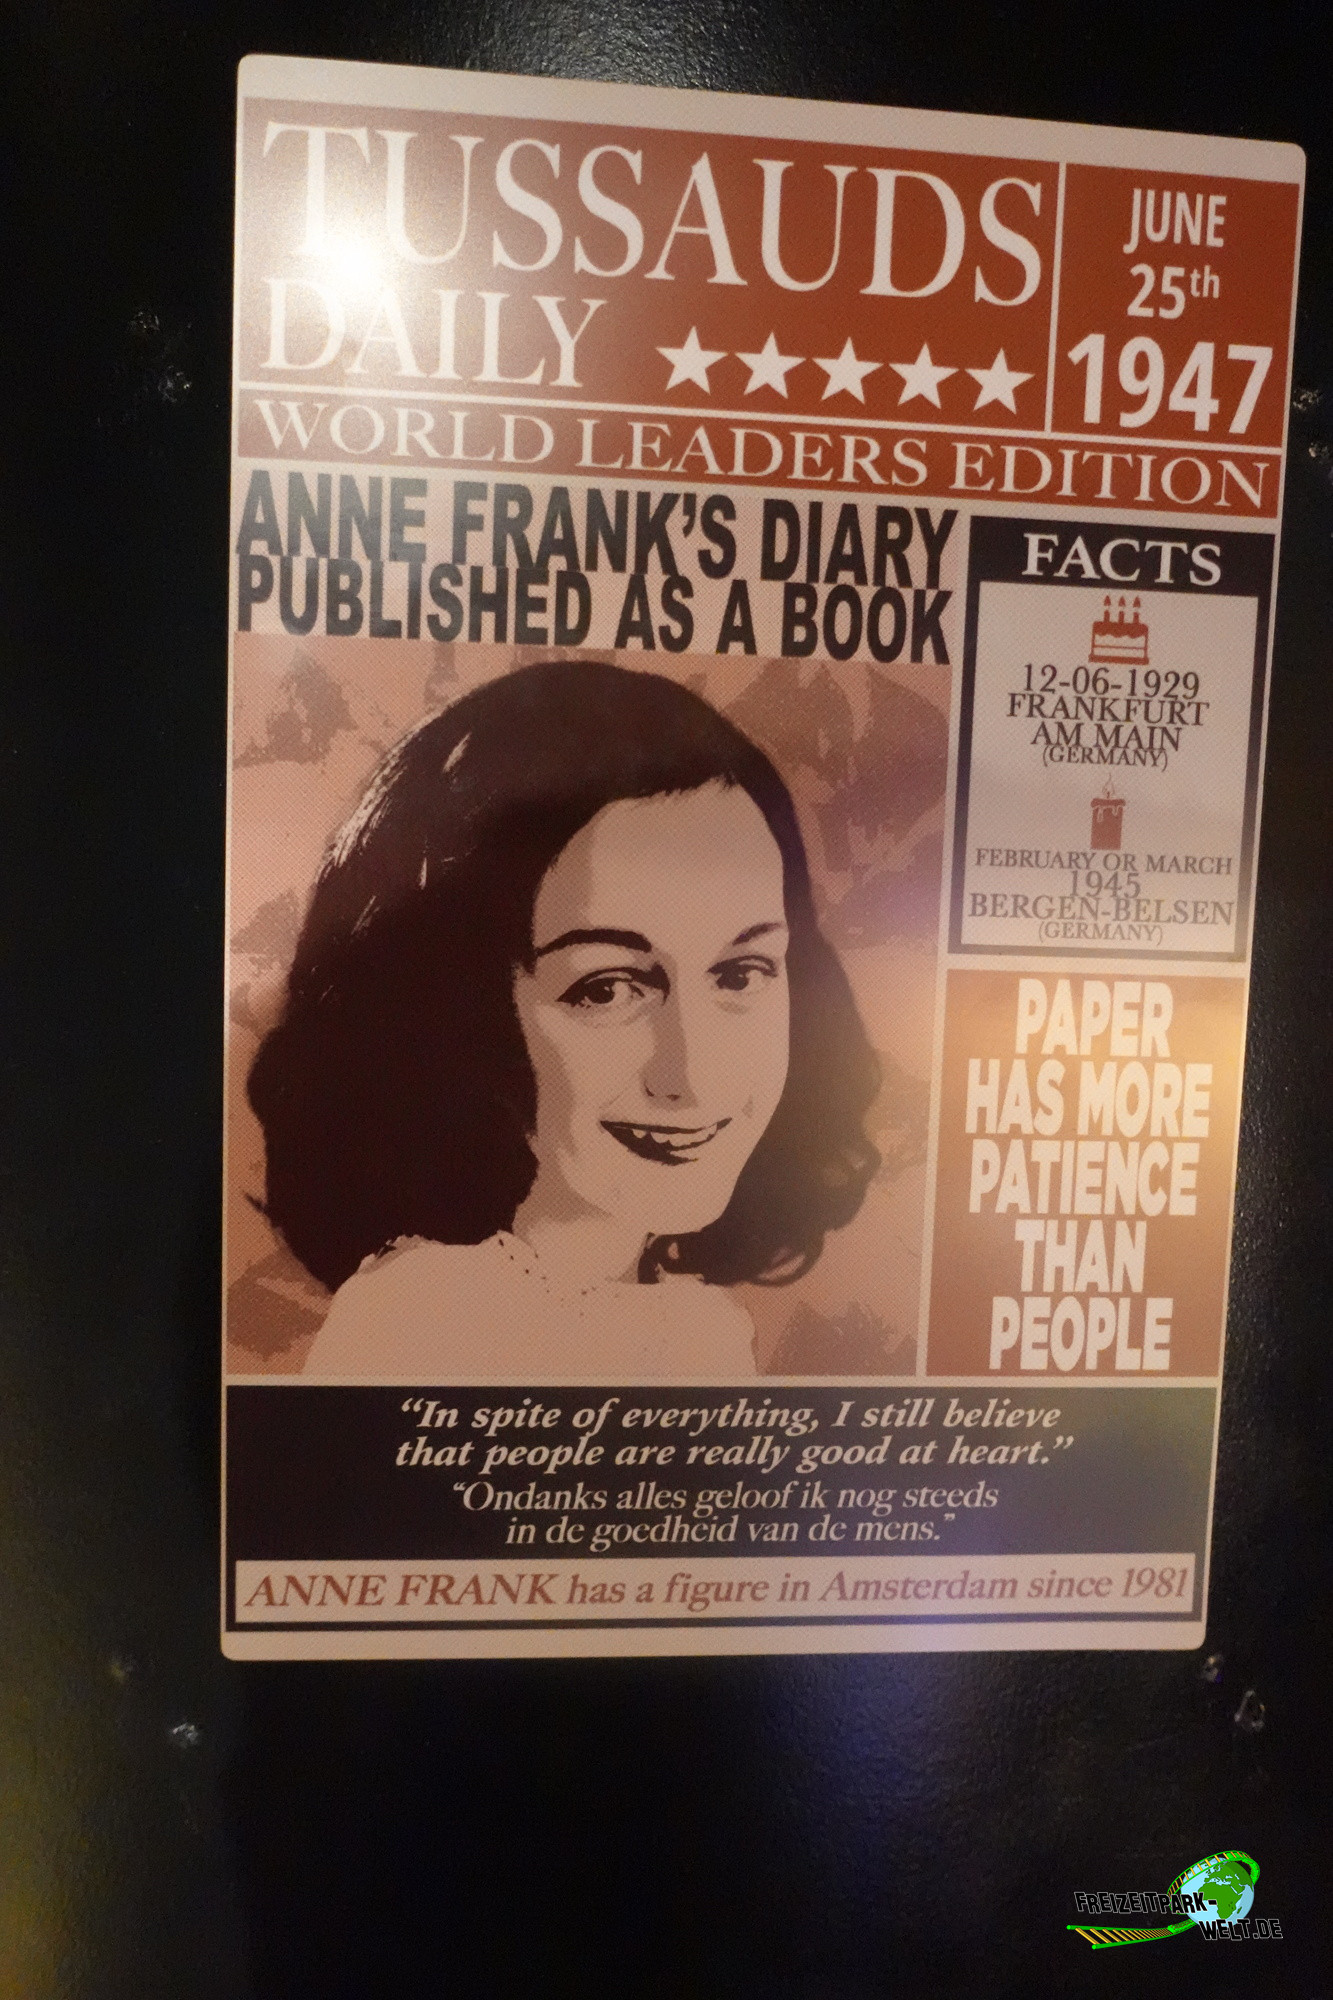 TUSSAUDS
DAILY ★★★★★
JUNE
25th
1947
WORLD LEADERS EDITION
ANNE FRANK'S DIARY
PUBLISHED AS A BOOK
FACTS
12-06-1929
FRANKFURT
AM MAIN
(GERMANY)
FEBRUARY OR MARCH
1945
BERGEN-BELSEN
(GERMANY)
PAPER
HAS MORE
PATIENCE
THAN
PEOPLE
“In spite of everything, I still believe
that people are really good at heart.”
“Ondanks alles geloof ik nog steeds
in de goedheid van de mens.”
ANNE FRANK has a figure in Amsterdam since 1981
FREIZEITPARK-
WELT.DE